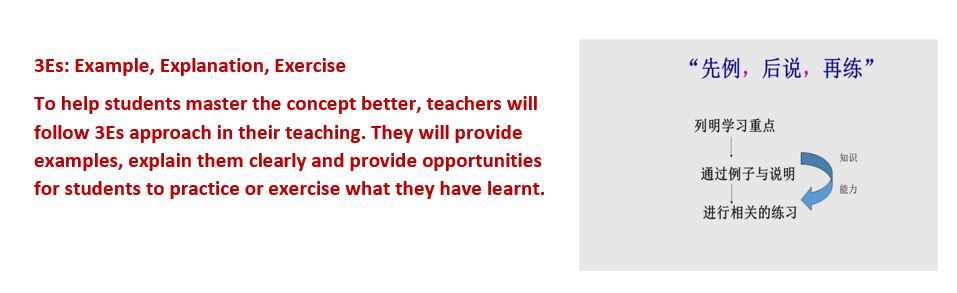 3Es: Example, Explanation, Exercise
To help students master the concept better, teachers will
follow 3Es approach in their teaching. They will provide
examples, explain them clearly and provide opportunities
for students to practice or exercise what they have learnt.
“先例，后说，再练”
列明学习重点
知识
通过例子与说明
能力
进行相关的练习